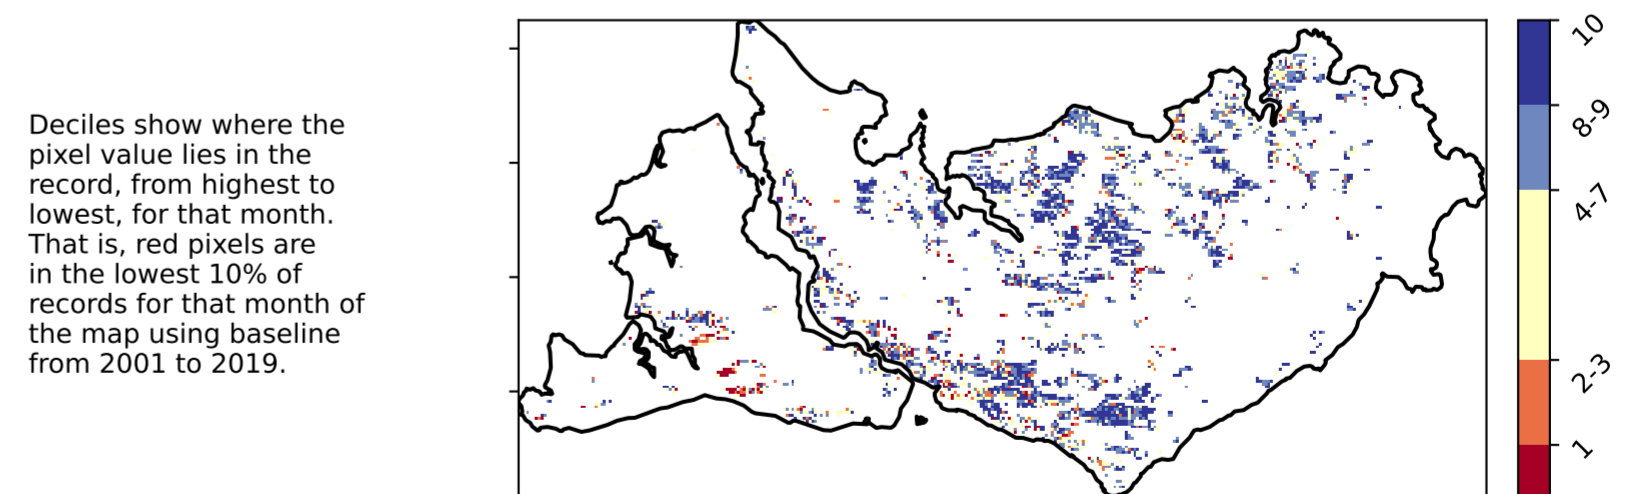 Deciles show where the
pixel value lies in the
record, from highest to
lowest, for that month.
That is, red pixels are
in the lowest 10% of
records for that month of
the map using baseline
from 2001 to 2019.
10
8-9
4-7
2-3
1